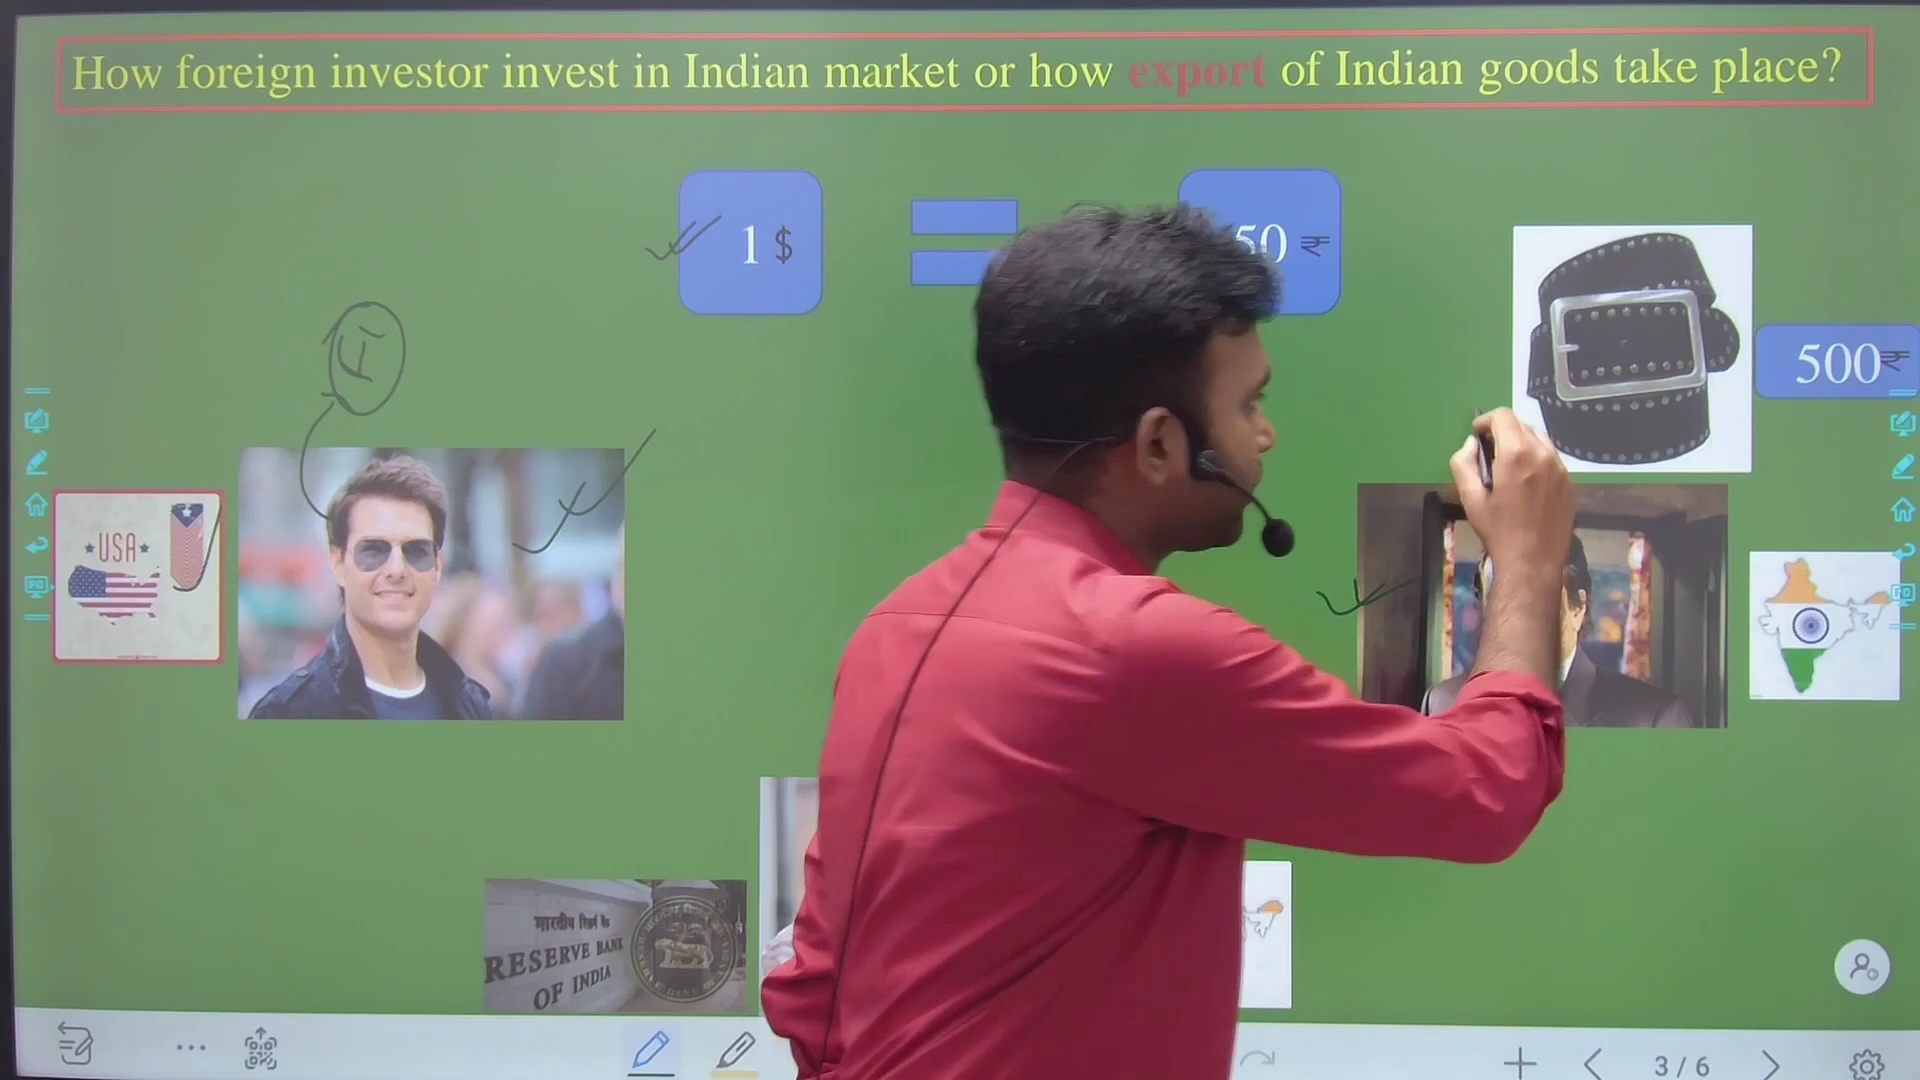 How foreign investor invest in Indian market or how export of Indian goods take place?
1 $
50 ₹
500₹
I
USA
भारतीय रिज़र्व बैंक
RESERVE BANK
OF INDIA
3 / 6